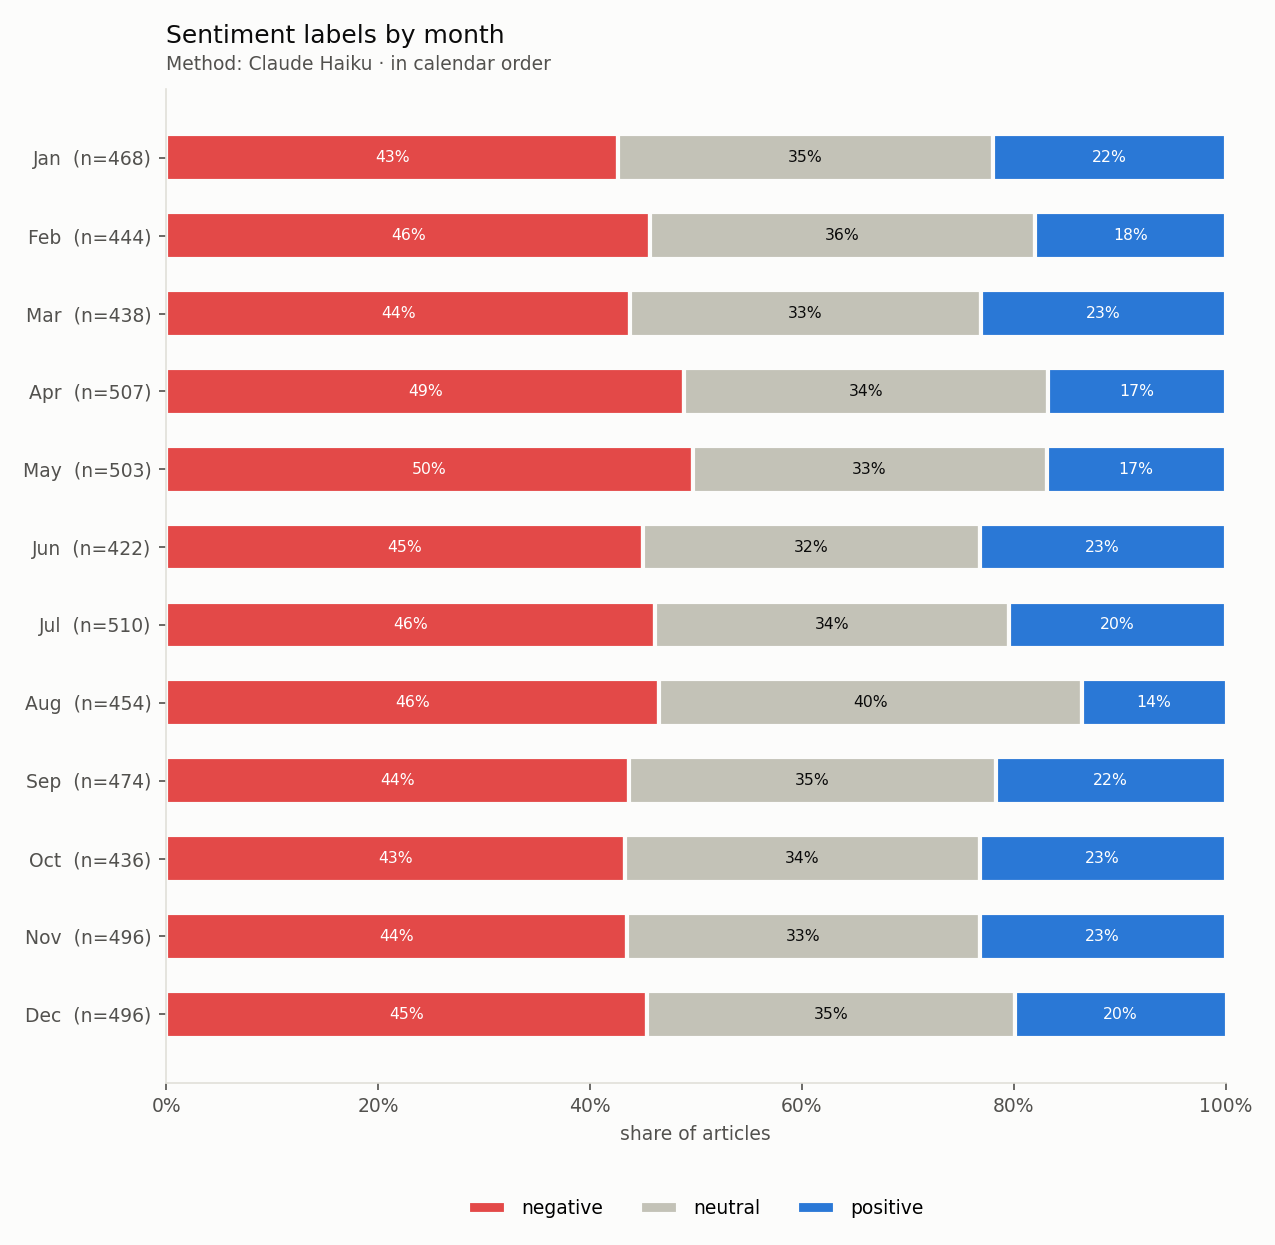 Sentiment labels by month
Method: Claude Haiku · in calendar order
Jan (n=468) 43% 35% 22%
Feb (n=444) 46% 36% 18%
Mar (n=438) 44% 33% 23%
Apr (n=507) 49% 34% 17%
May (n=503) 50% 33% 17%
Jun (n=422) 45% 32% 23%
Jul (n=510) 46% 34% 20%
Aug (n=454) 46% 40% 14%
Sep (n=474) 44% 35% 22%
Oct (n=436) 43% 34% 23%
Nov (n=496) 44% 33% 23%
Dec (n=496) 45% 35% 20%
0% 20% 40% 60% 80% 100%
share of articles
negative neutral positive